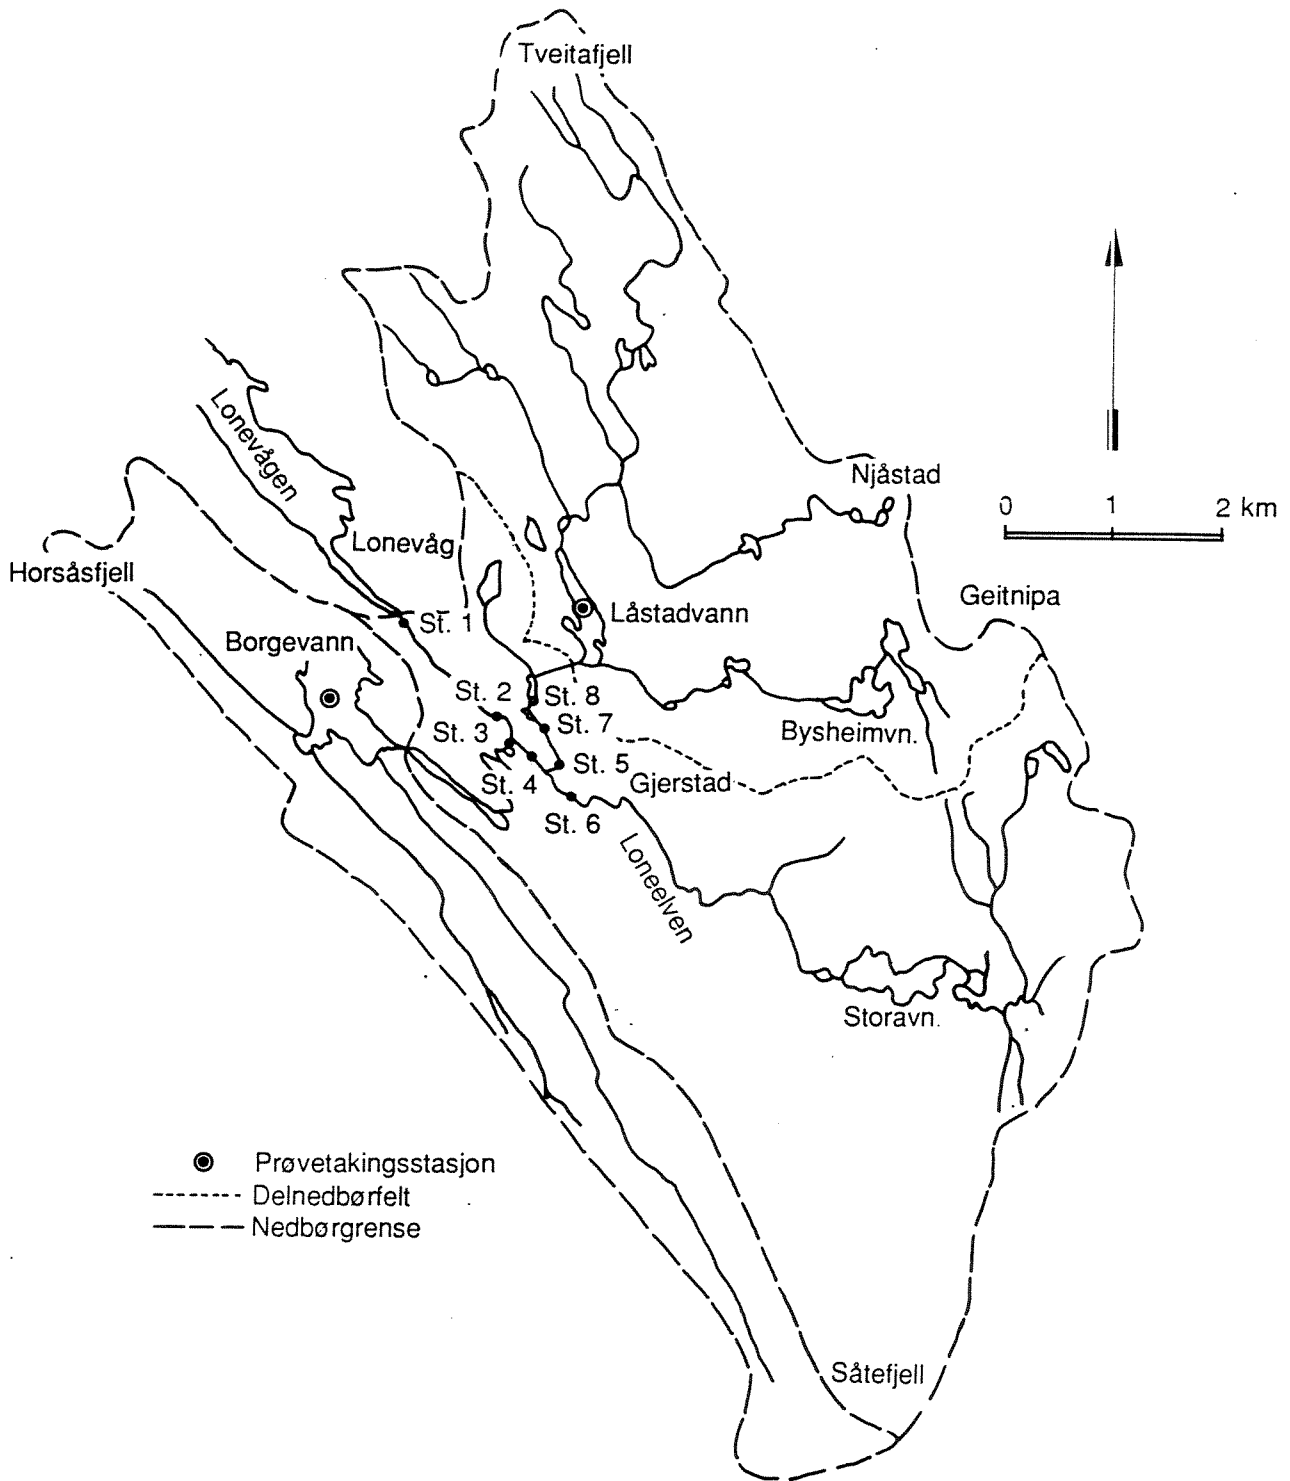 Tveitafjell
Lonevågen
Njåstad
0 1 2 km
Lonevåg
Horsåsfjell
Geitnipa
Låstadvann
St. 1
Borgevann
St. 2
St. 8
St. 7
St. 3
Bysheimvn.
St. 5
St. 4
Gjerstad
St. 6
Loneelven
Storavn.
Prøvetakingsstasjon
Delnedbørfelt
Nedbørgrense
Såtefjell